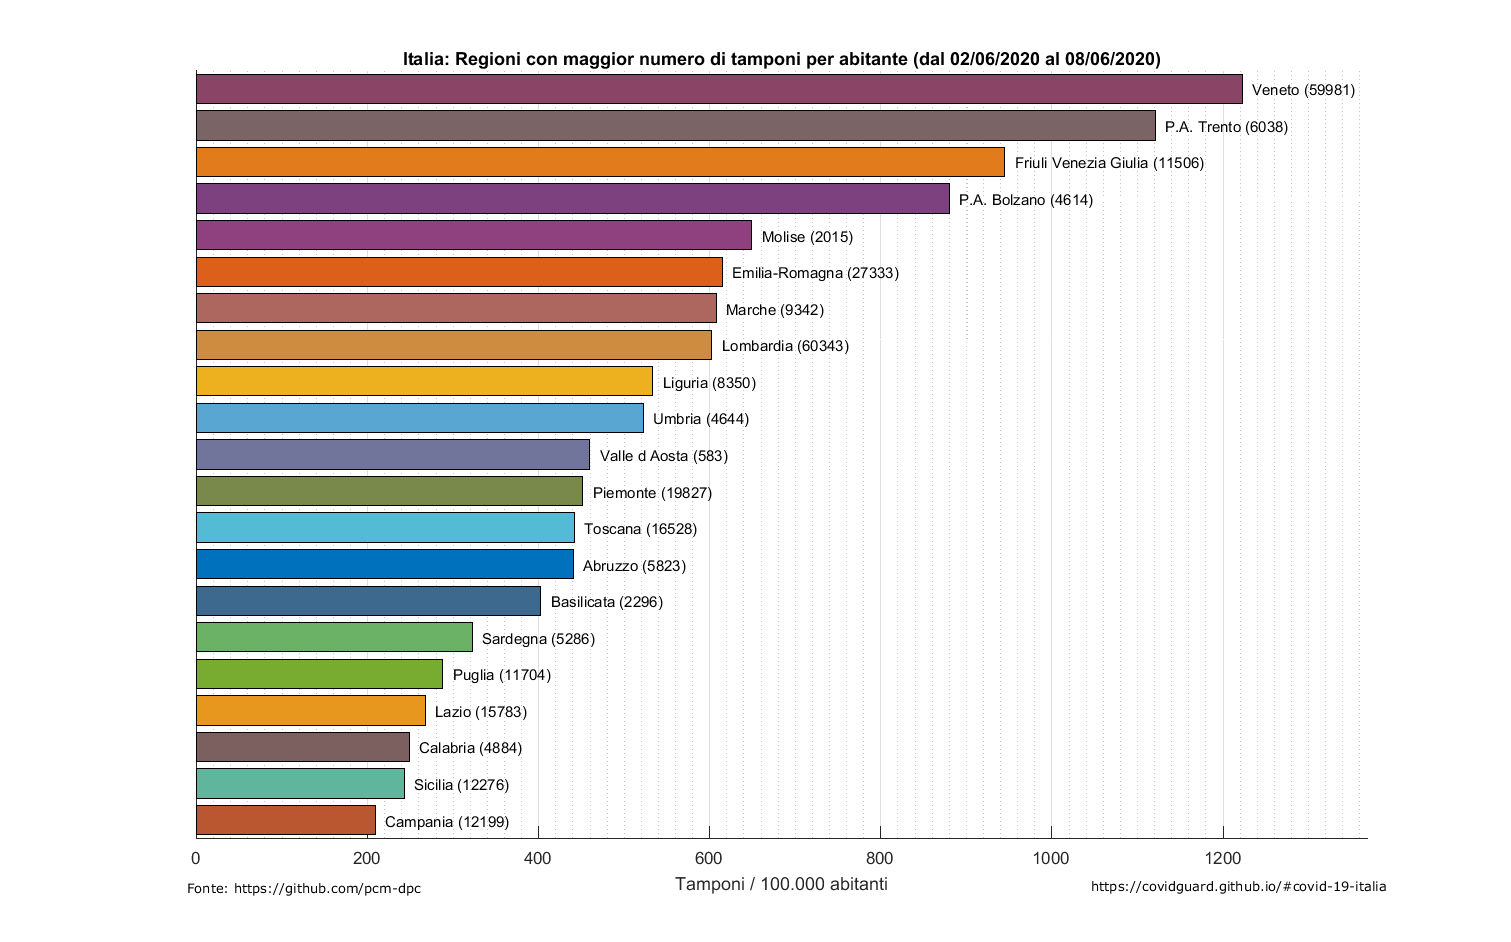 Italia: Regioni con maggior numero di tamponi per abitante (dal 02/06/2020 al 08/06/2020)
Veneto (59981)
P.A. Trento (6038)
Friuli Venezia Giulia (11506)
P.A. Bolzano (4614)
Molise (2015)
Emilia-Romagna (27333)
Marche (9342)
Lombardia (60343)
Liguria (8350)
Umbria (4644)
Valle d Aosta (583)
Piemonte (19827)
Toscana (16528)
Abruzzo (5823)
Basilicata (2296)
Sardegna (5286)
Puglia (11704)
Lazio (15783)
Calabria (4884)
Sicilia (12276)
Campania (12199)
0 200 400 600 800 1000 1200
Tamponi / 100.000 abitanti
Fonte: https://github.com/pcm-dpc
https://covidguard.github.io/#covid-19-italia